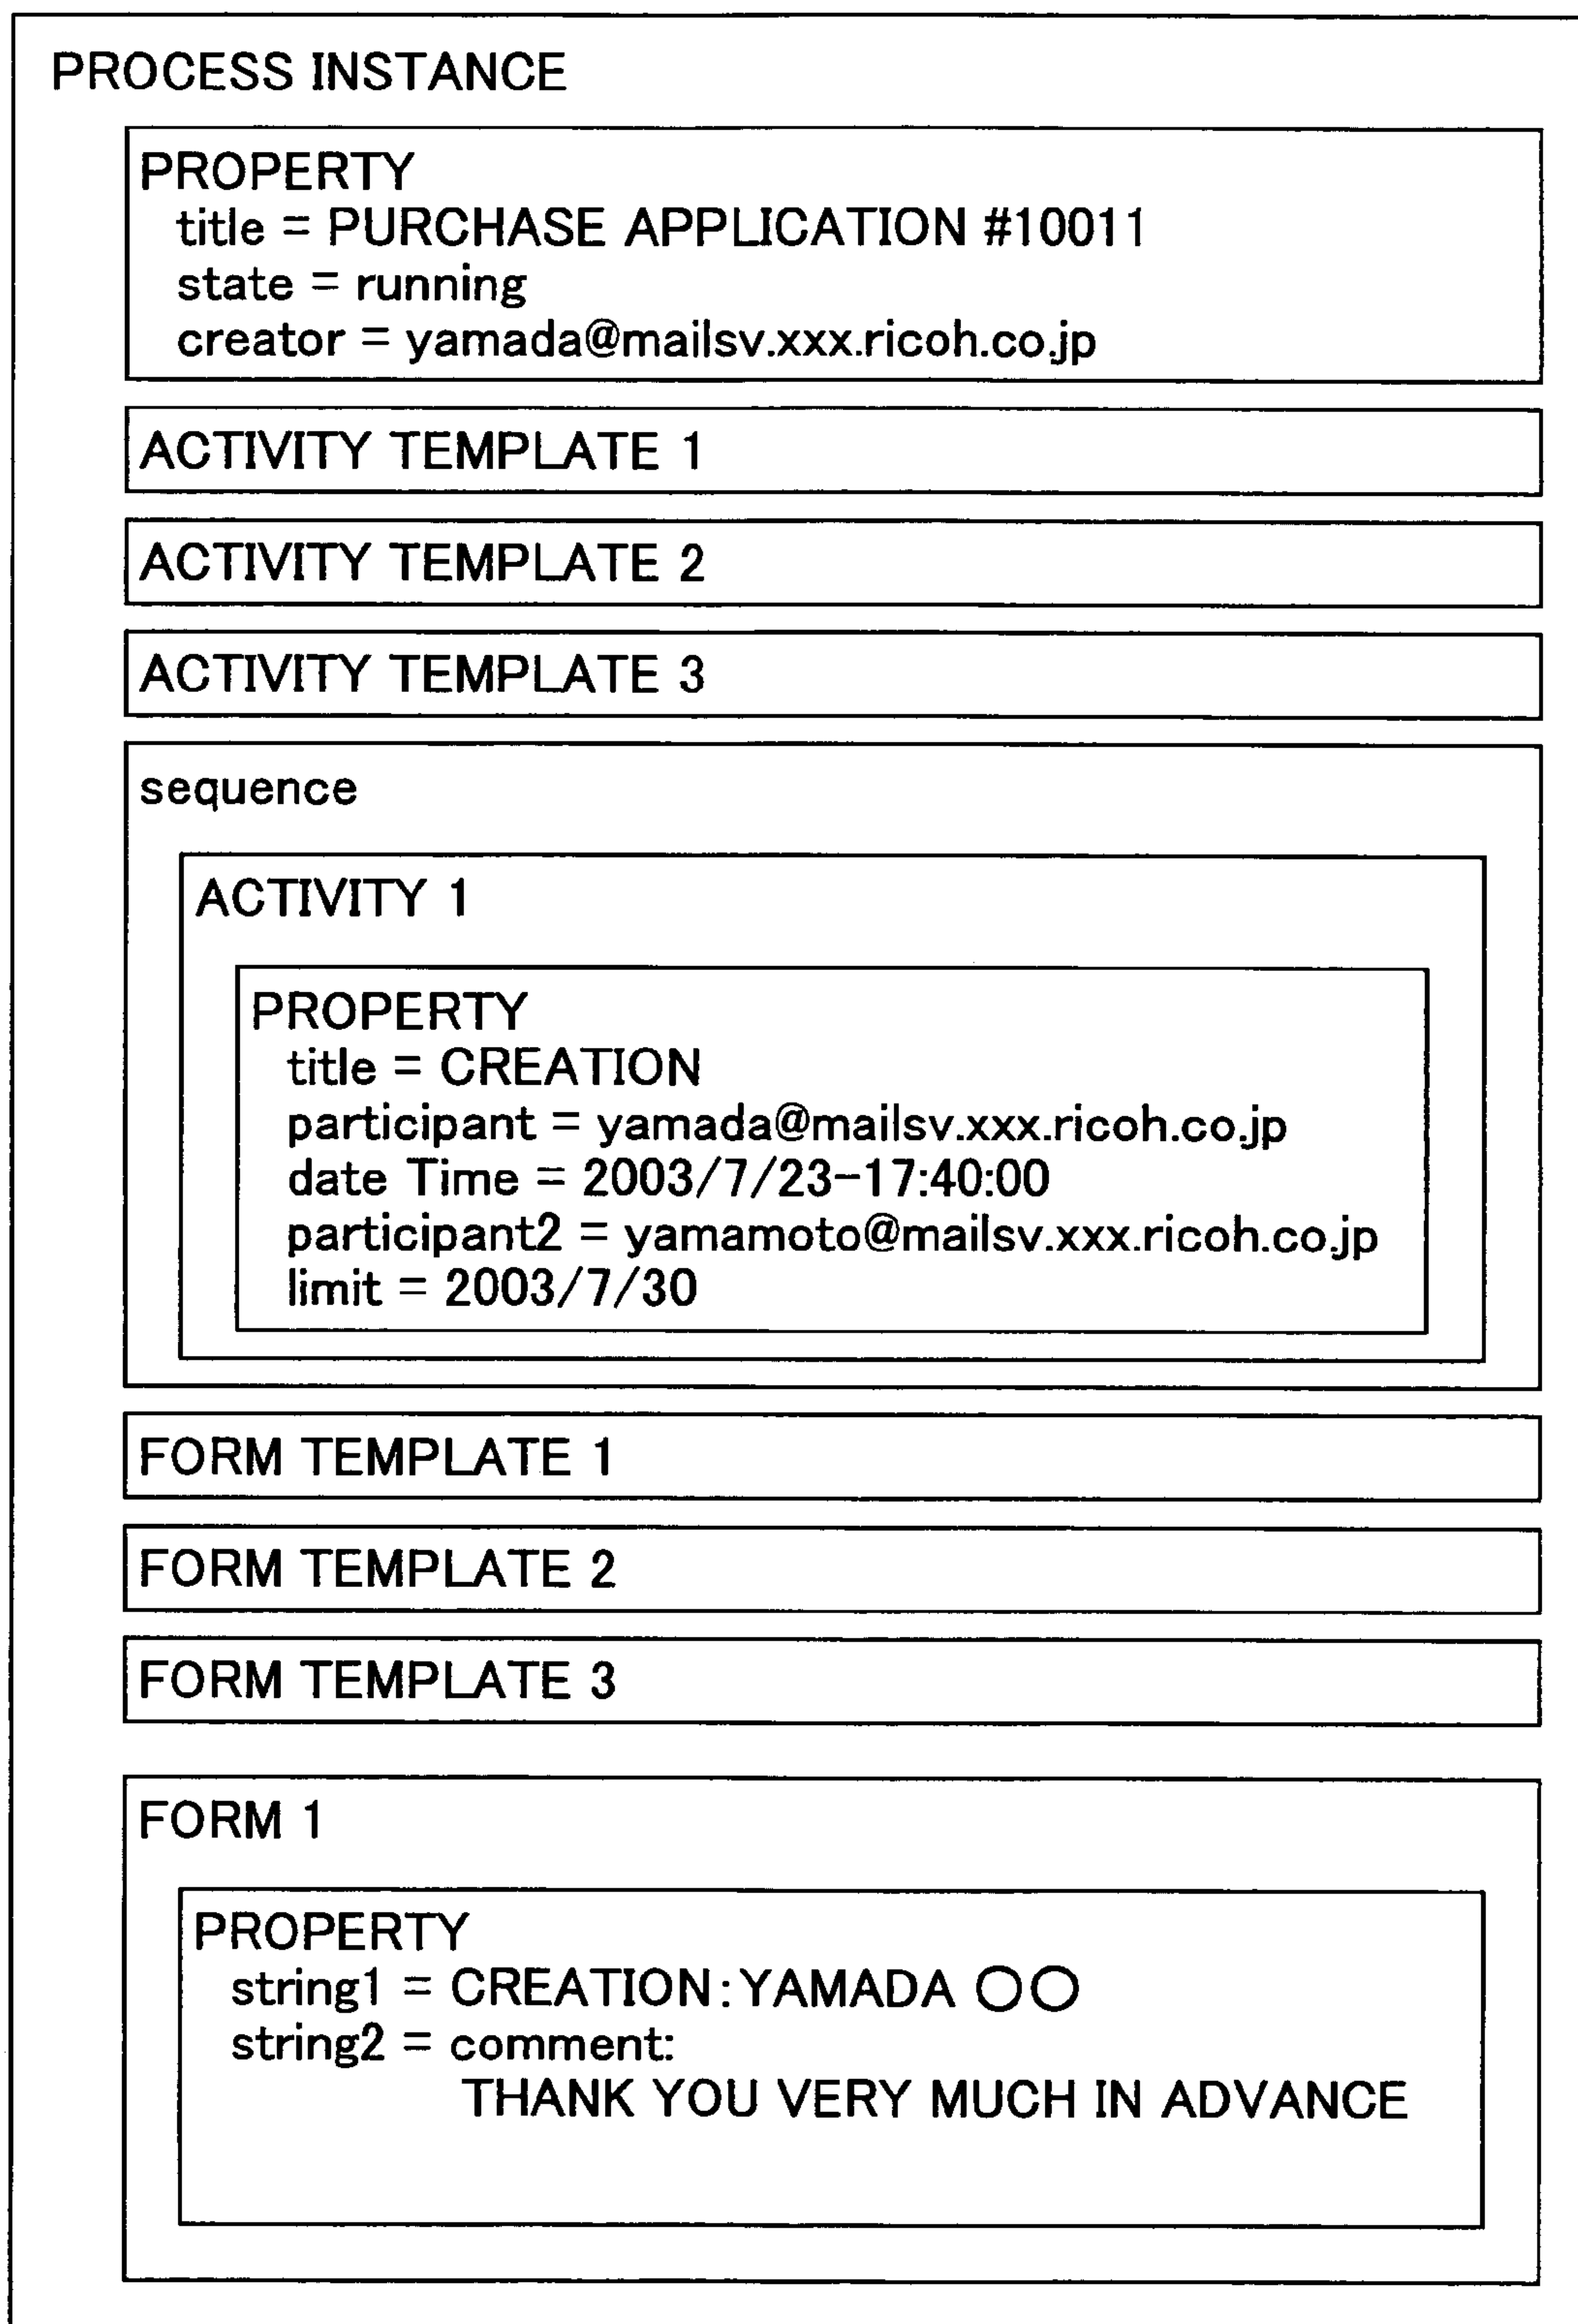 PROCESS INSTANCE
PROPERTY
title = PURCHASE APPLICATION #10011
state = running
creator = yamada@mailsv.xxx.ricoh.co.jp
ACTIVITY TEMPLATE 1
ACTIVITY TEMPLATE 2
ACTIVITY TEMPLATE 3
sequence
ACTIVITY 1
PROPERTY
title = CREATION
participant = yamada@mailsv.xxx.ricoh.co.jp
date Time = 2003/7/23-17:40:00
participant2 = yamamoto@mailsv.xxx.ricoh.co.jp
limit = 2003/7/30
FORM TEMPLATE 1
FORM TEMPLATE 2
FORM TEMPLATE 3
FORM 1
PROPERTY
string1 = CREATION:YAMADA ○○
string2 = comment:
THANK YOU VERY MUCH IN ADVANCE